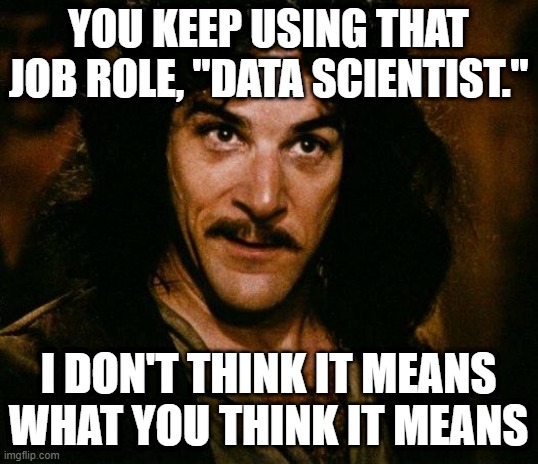 YOU KEEP USING THAT
JOB ROLE, "DATA SCIENTIST."
I DON'T THINK IT MEANS
WHAT YOU THINK IT MEANS
imgflip.com